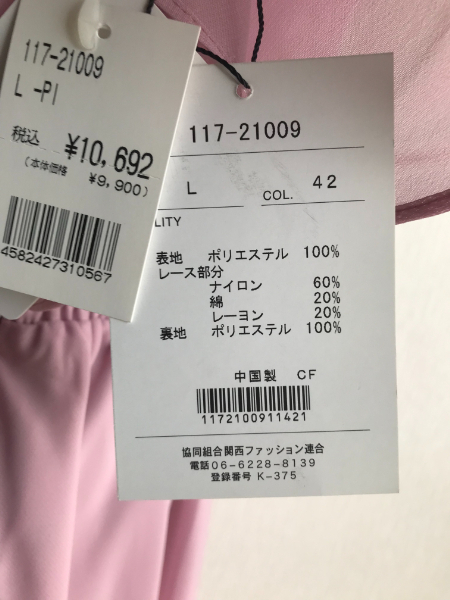 117-21009
L -PI
税込 ¥10,692
(本体価格 ¥9,900)
4582427310567
117-21009
L COL. 42
LITY
表地 ポリエステル 100%
レース部分
ナイロン 60%
綿 20%
レーヨン 20%
裏地 ポリエステル 100%
中国製 CF
1172100911421
協同組合関西ファッション連合
電話06-6228-8139
登録番号 K-375